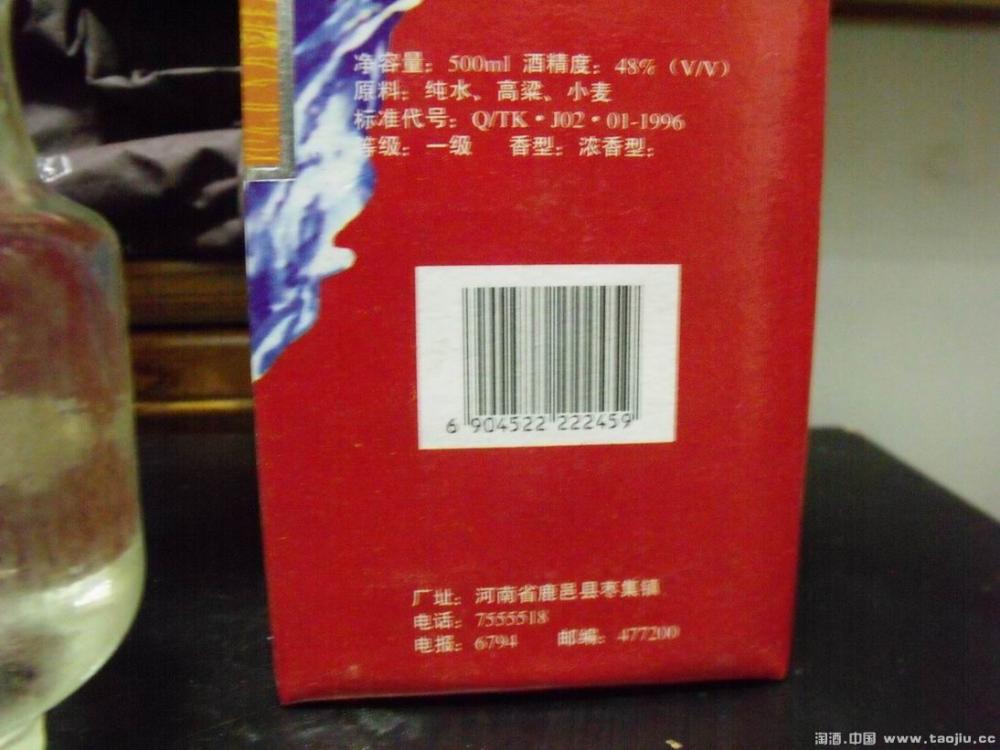 净容量：500ml 酒精度：48%（V/V）
原料：纯水、高粱、小麦
标准代号：Q/TK·J02·01-1996
等级：一级 香型：浓香型：
6 904522 222459
厂址：河南省鹿邑县枣集镇
电话：7555518
电报：6794 邮编：477200
淘酒.中国 www.taojiu.cc